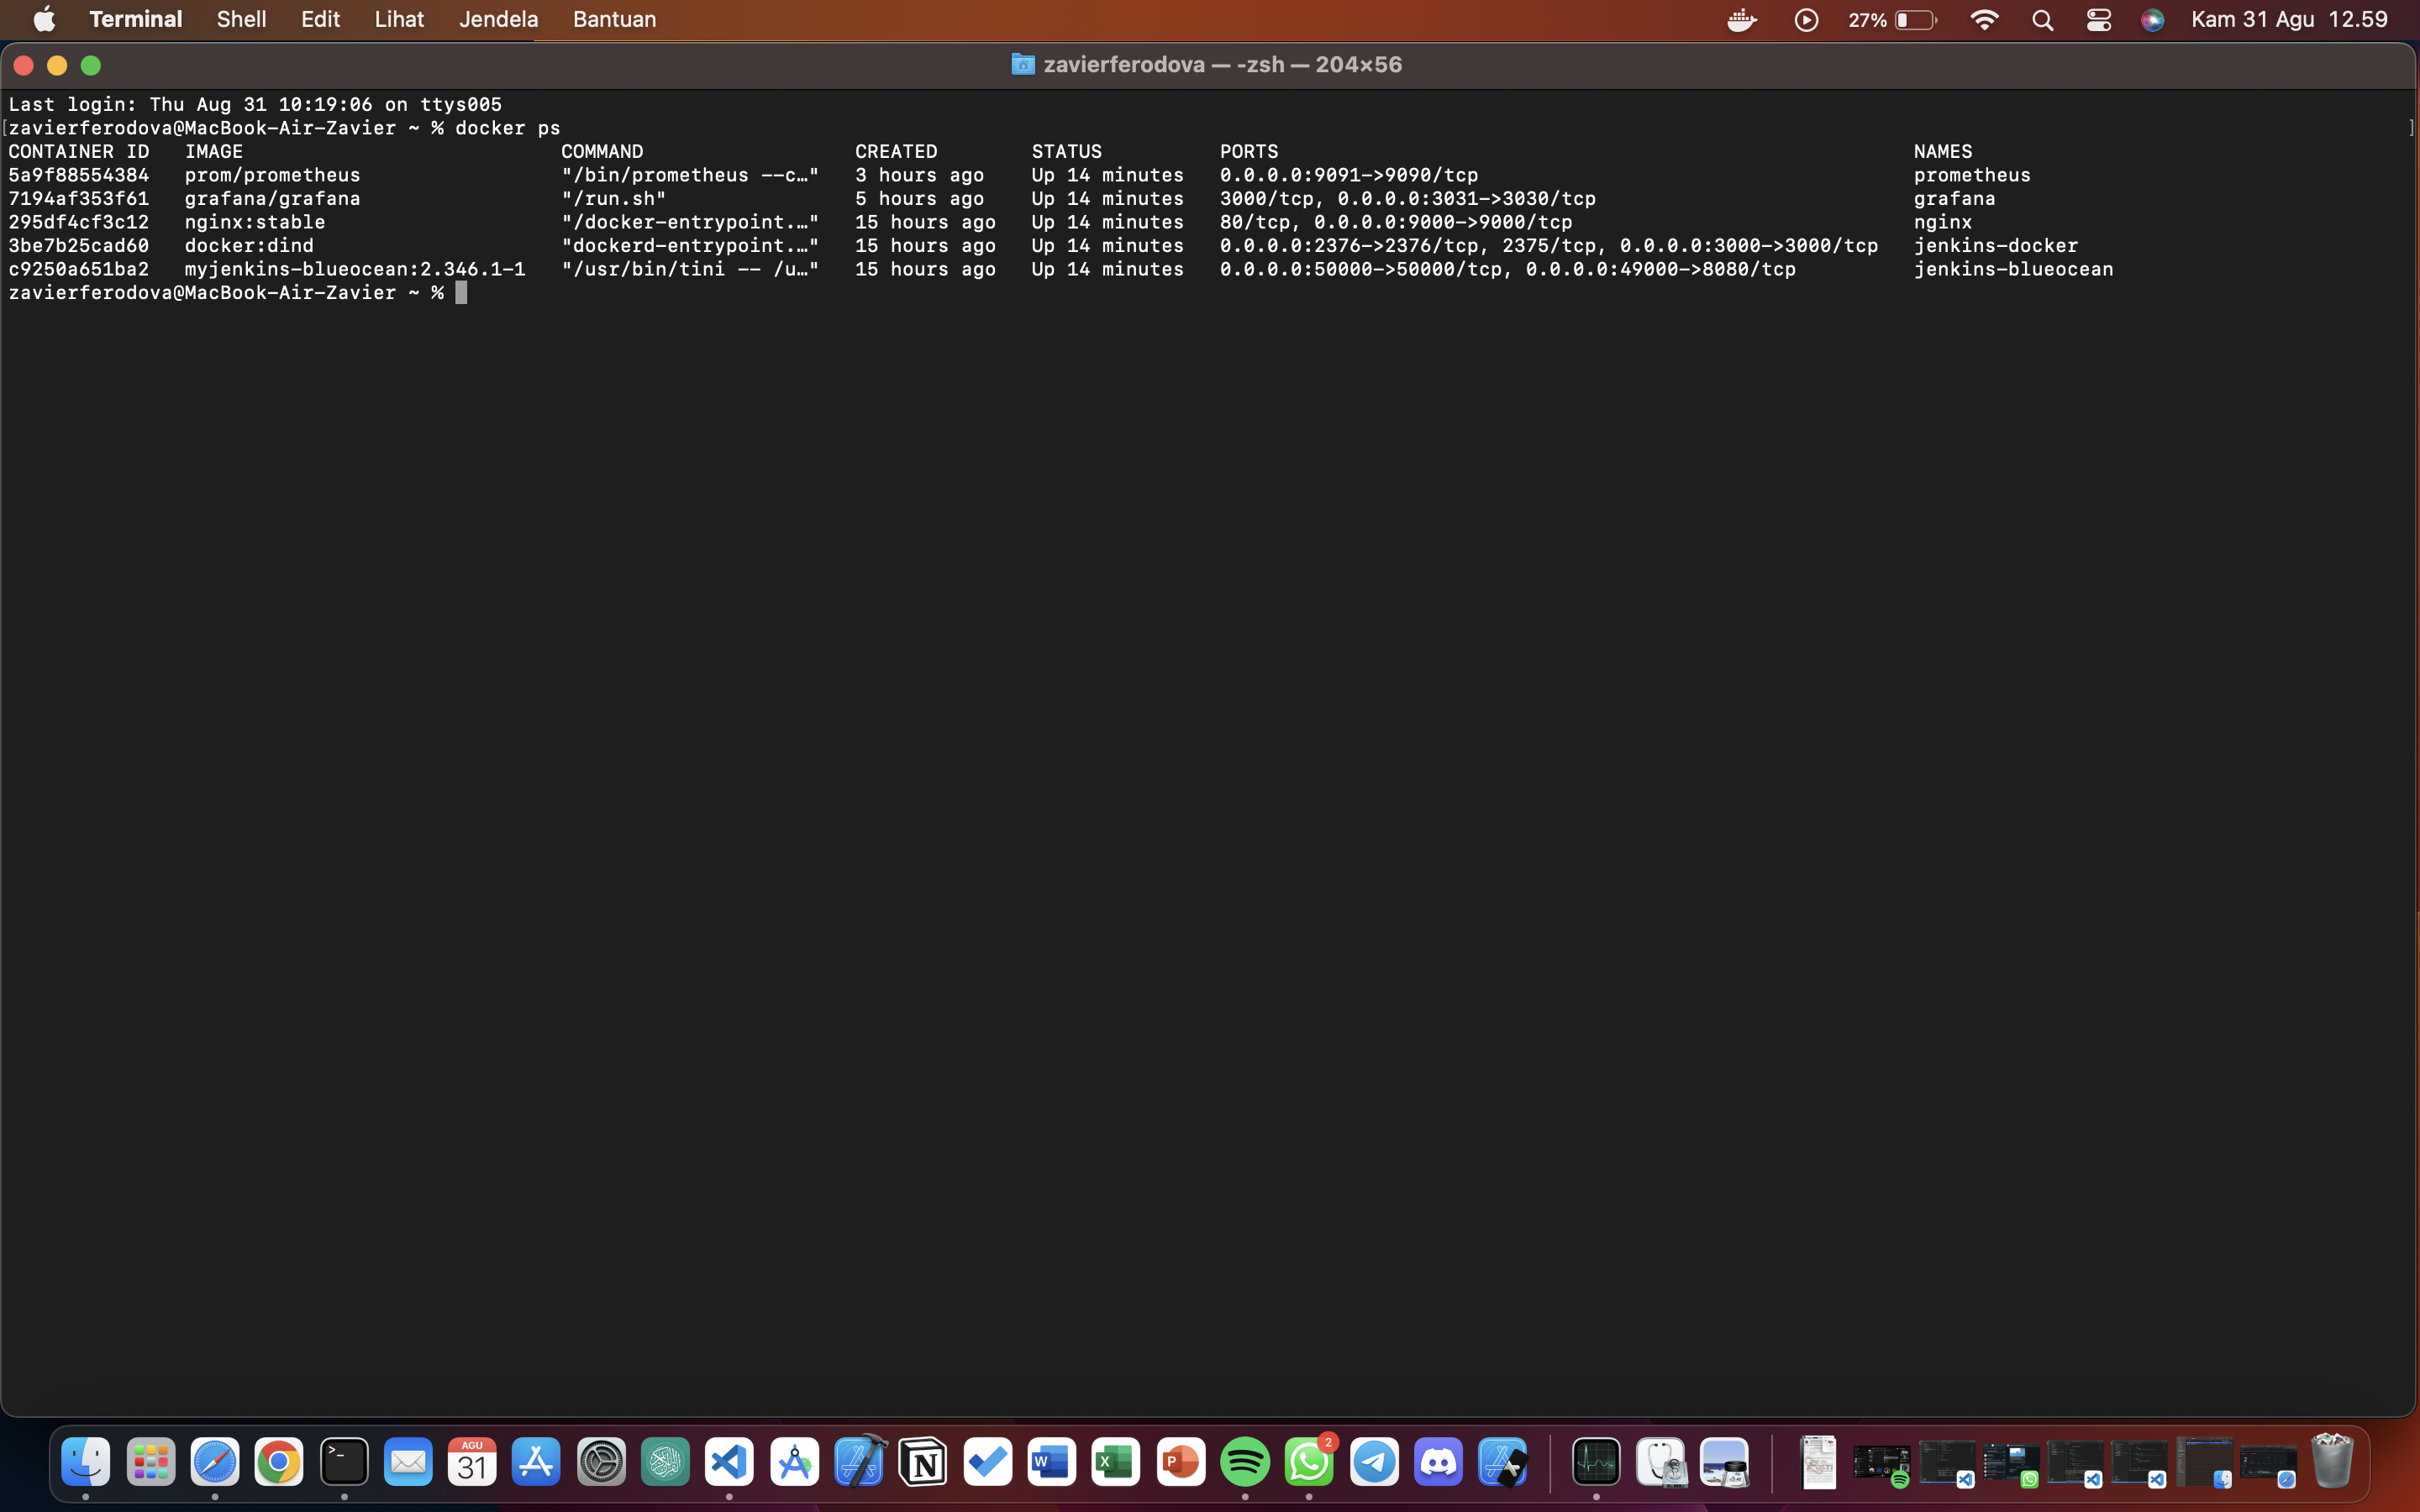 Terminal Shell Edit Lihat Jendela Bantuan 27% Kam 31 Agu 12.59
zavierferodova — -zsh — 204×56
Last login: Thu Aug 31 10:19:06 on ttys005
[zavierferodova@MacBook-Air-Zavier ~ % docker ps ]
CONTAINER ID IMAGE COMMAND CREATED STATUS PORTS NAMES
5a9f88554384 prom/prometheus "/bin/prometheus --c…" 3 hours ago Up 14 minutes 0.0.0.0:9091->9090/tcp prometheus
7194af353f61 grafana/grafana "/run.sh" 5 hours ago Up 14 minutes 3000/tcp, 0.0.0.0:3031->3030/tcp grafana
295df4cf3c12 nginx:stable "/docker-entrypoint.…" 15 hours ago Up 14 minutes 80/tcp, 0.0.0.0:9000->9000/tcp nginx
3be7b25cad60 docker:dind "dockerd-entrypoint.…" 15 hours ago Up 14 minutes 0.0.0.0:2376->2376/tcp, 2375/tcp, 0.0.0.0:3000->3000/tcp jenkins-docker
c9250a651ba2 myjenkins-blueocean:2.346.1-1 "/usr/bin/tini -- /u…" 15 hours ago Up 14 minutes 0.0.0.0:50000->50000/tcp, 0.0.0.0:49000->8080/tcp jenkins-blueocean
zavierferodova@MacBook-Air-Zavier ~ %
AGU
31
2